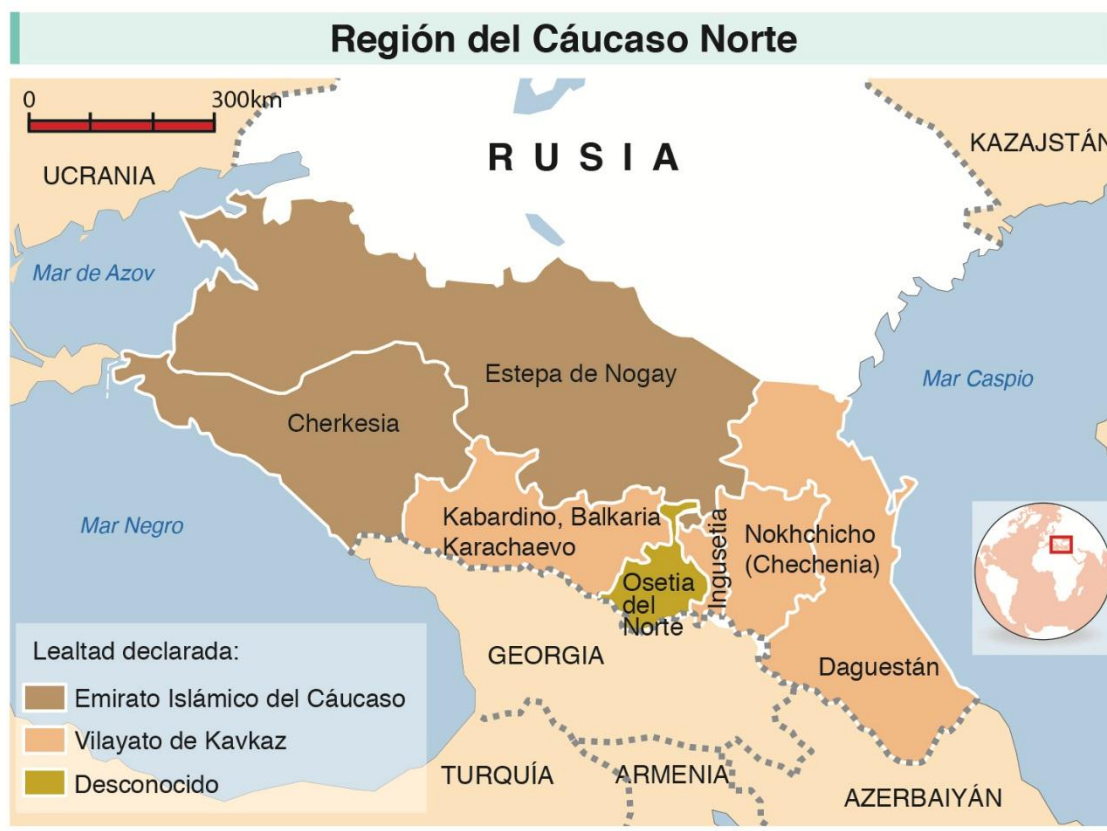 Región del Cáucaso Norte
0 300km
RUSIA
KAZAJSTÁN
UCRANIA
Mar de Azov
Estepa de Nogay
Mar Caspio
Cherkesia
Mar Negro
Kabardino, Balkaria
Karachaevo
Ingusetia
Nokhchicho
(Chechenia)
Osetia
del
Norte
GEORGIA
Daguestán
Lealtad declarada:
Emirato Islámico del Cáucaso
Vilayato de Kavkaz
Desconocido
TURQUÍA
ARMENIA
AZERBAIYÁN